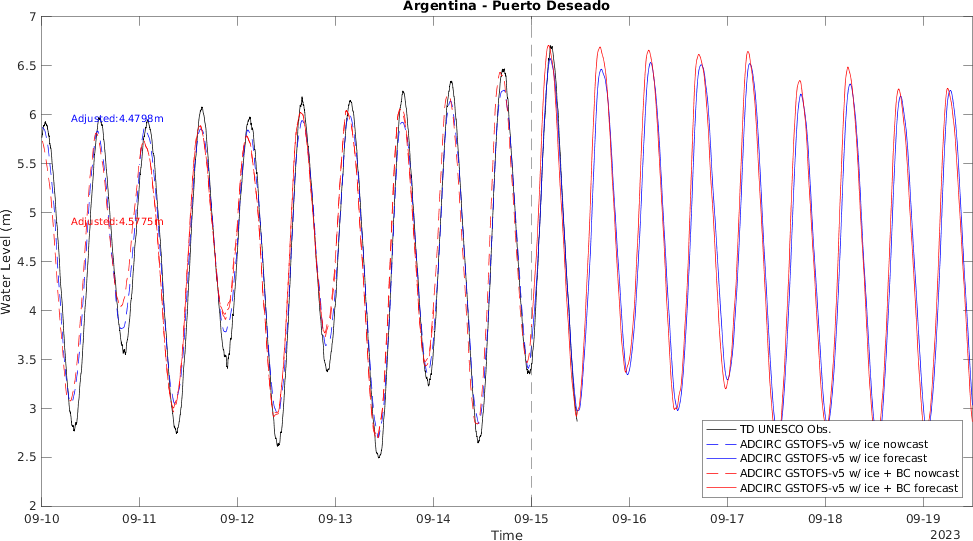 Argentina - Puerto Deseado
7
6.5
6
5.5
5
4.5
4
3.5
3
2.5
2
Water Level (m)
Adjusted:4.4798m
Adjusted:4.5775m
TD UNESCO Obs.
ADCIRC GSTOFS-v5 w/ ice nowcast
ADCIRC GSTOFS-v5 w/ ice forecast
ADCIRC GSTOFS-v5 w/ ice + BC nowcast
ADCIRC GSTOFS-v5 w/ ice + BC forecast
09-10 09-11 09-12 09-13 09-14 09-15 09-16 09-17 09-18 09-19
Time
2023